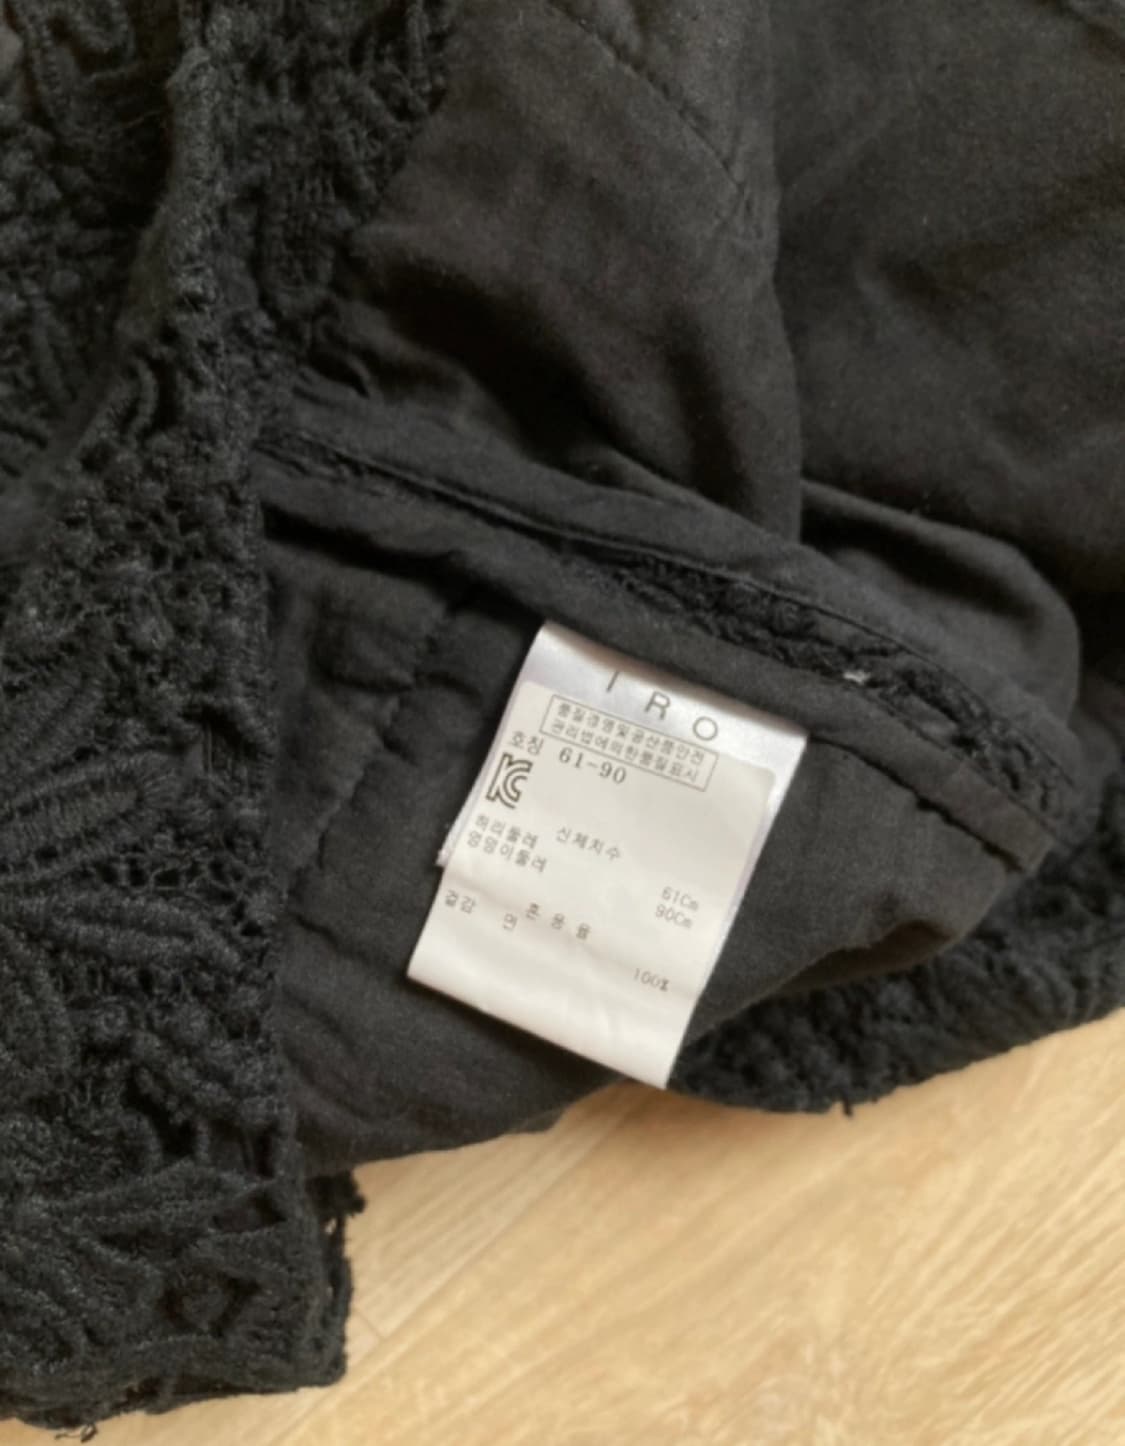 IRO
품질경영및공산품안전
관리법에의한품질표시
호칭 61-90
신체치수
허리둘레 61Cm
엉덩이둘레 90Cm
혼 용 율
겉감 면 100%